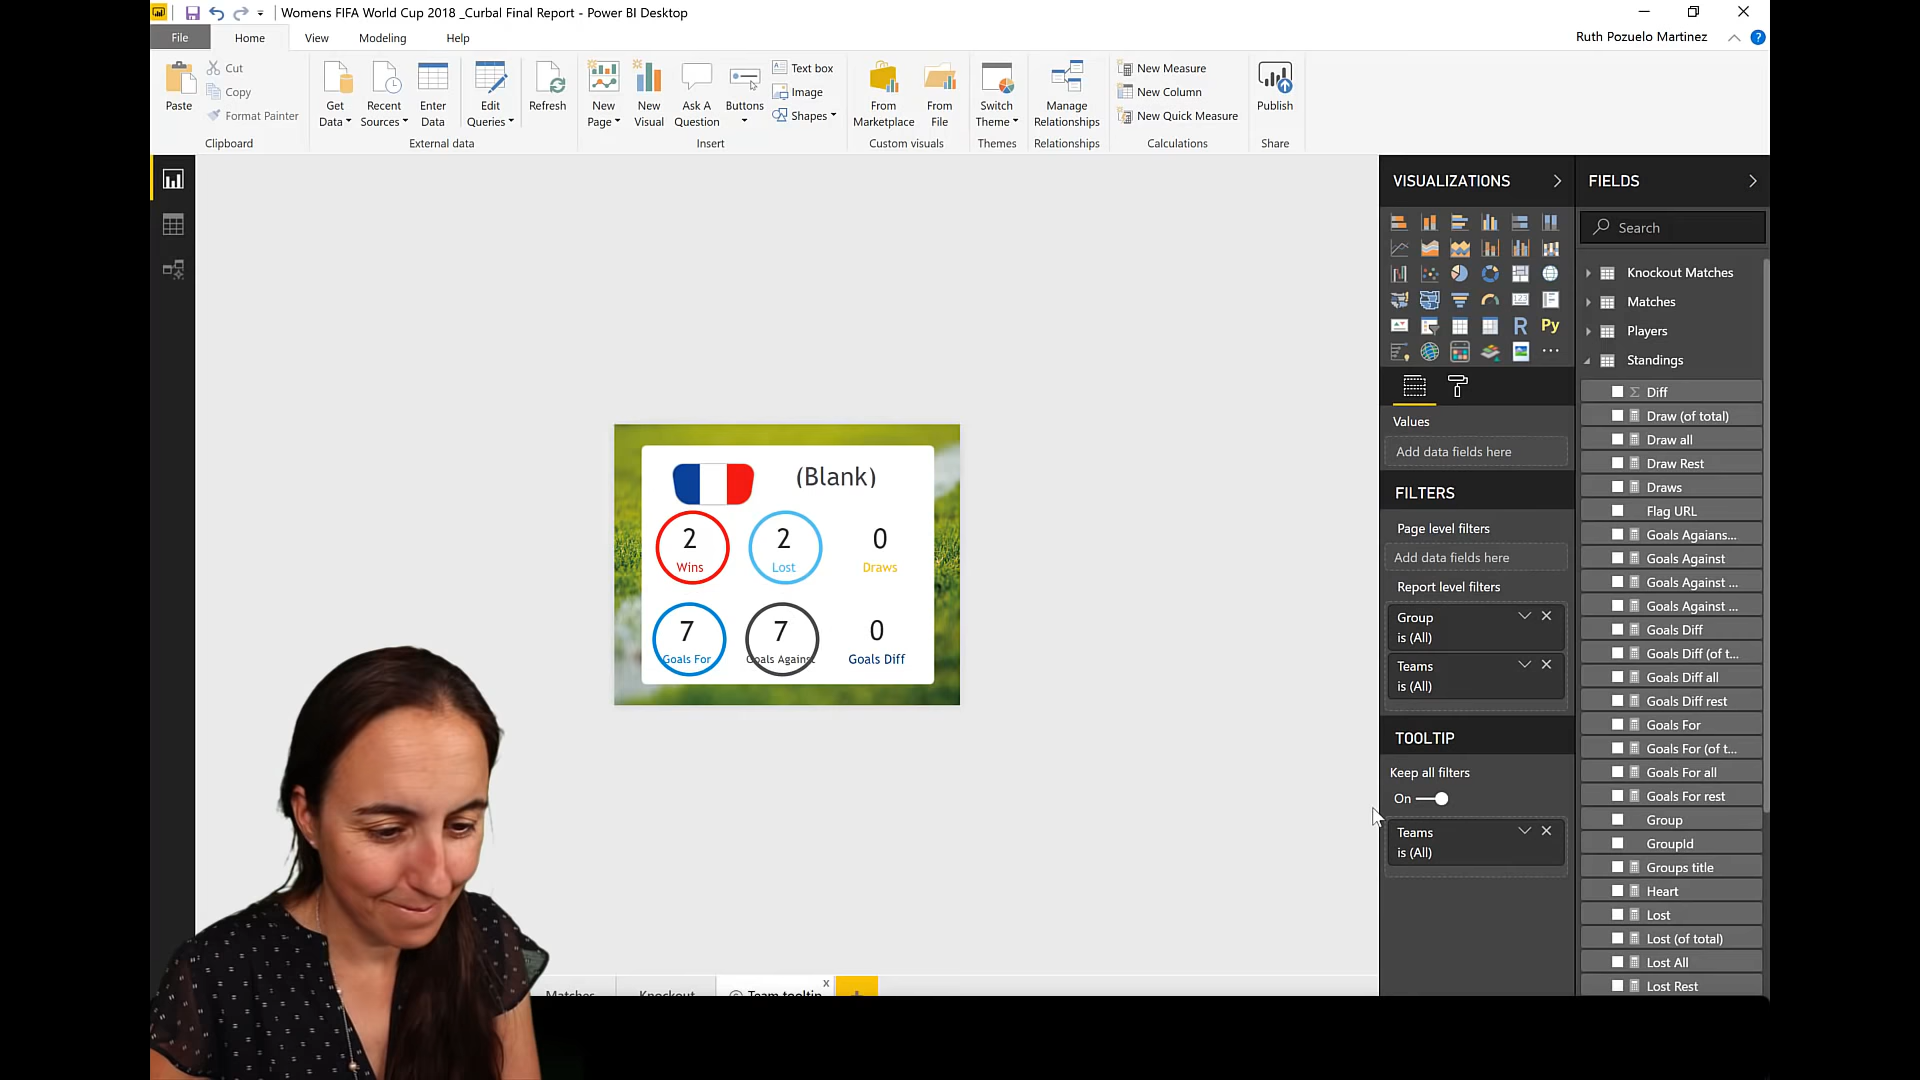 Womens FIFA World Cup 2018 _Curbal Final Report - Power BI Desktop
File Home View Modeling Help
Ruth Pozuelo Martinez
?
Paste
Cut
Copy
Format Painter
Clipboard
Get Data
Recent Sources
Enter Data
Edit Queries
Refresh
External data
New Page
New Visual
Ask A Question
Buttons
Text box
Image
Shapes
Insert
From Marketplace
From File
Custom visuals
Switch Theme
Themes
Manage Relationships
Relationships
New Measure
New Column
New Quick Measure
Calculations
Publish
Share
(Blank)
2
Wins
2
Lost
0
Draws
7
Goals For
7
Goals Against
0
Goals Diff
Matches
Knockout
Team tooltip
x
VISUALIZATIONS
R
Py
Values
Add data fields here
FILTERS
Page level filters
Add data fields here
Report level filters
Group
is (All)
Teams
is (All)
TOOLTIP
Keep all filters
On
Teams
is (All)
FIELDS
Search
Knockout Matches
Matches
Players
Standings
Diff
Draw (of total)
Draw all
Draw Rest
Draws
Flag URL
Goals Agaians...
Goals Against
Goals Against ...
Goals Against ...
Goals Diff
Goals Diff (of t...
Goals Diff all
Goals Diff rest
Goals For
Goals For (of t...
Goals For all
Goals For rest
Group
GroupId
Groups title
Heart
Lost
Lost (of total)
Lost All
Lost Rest